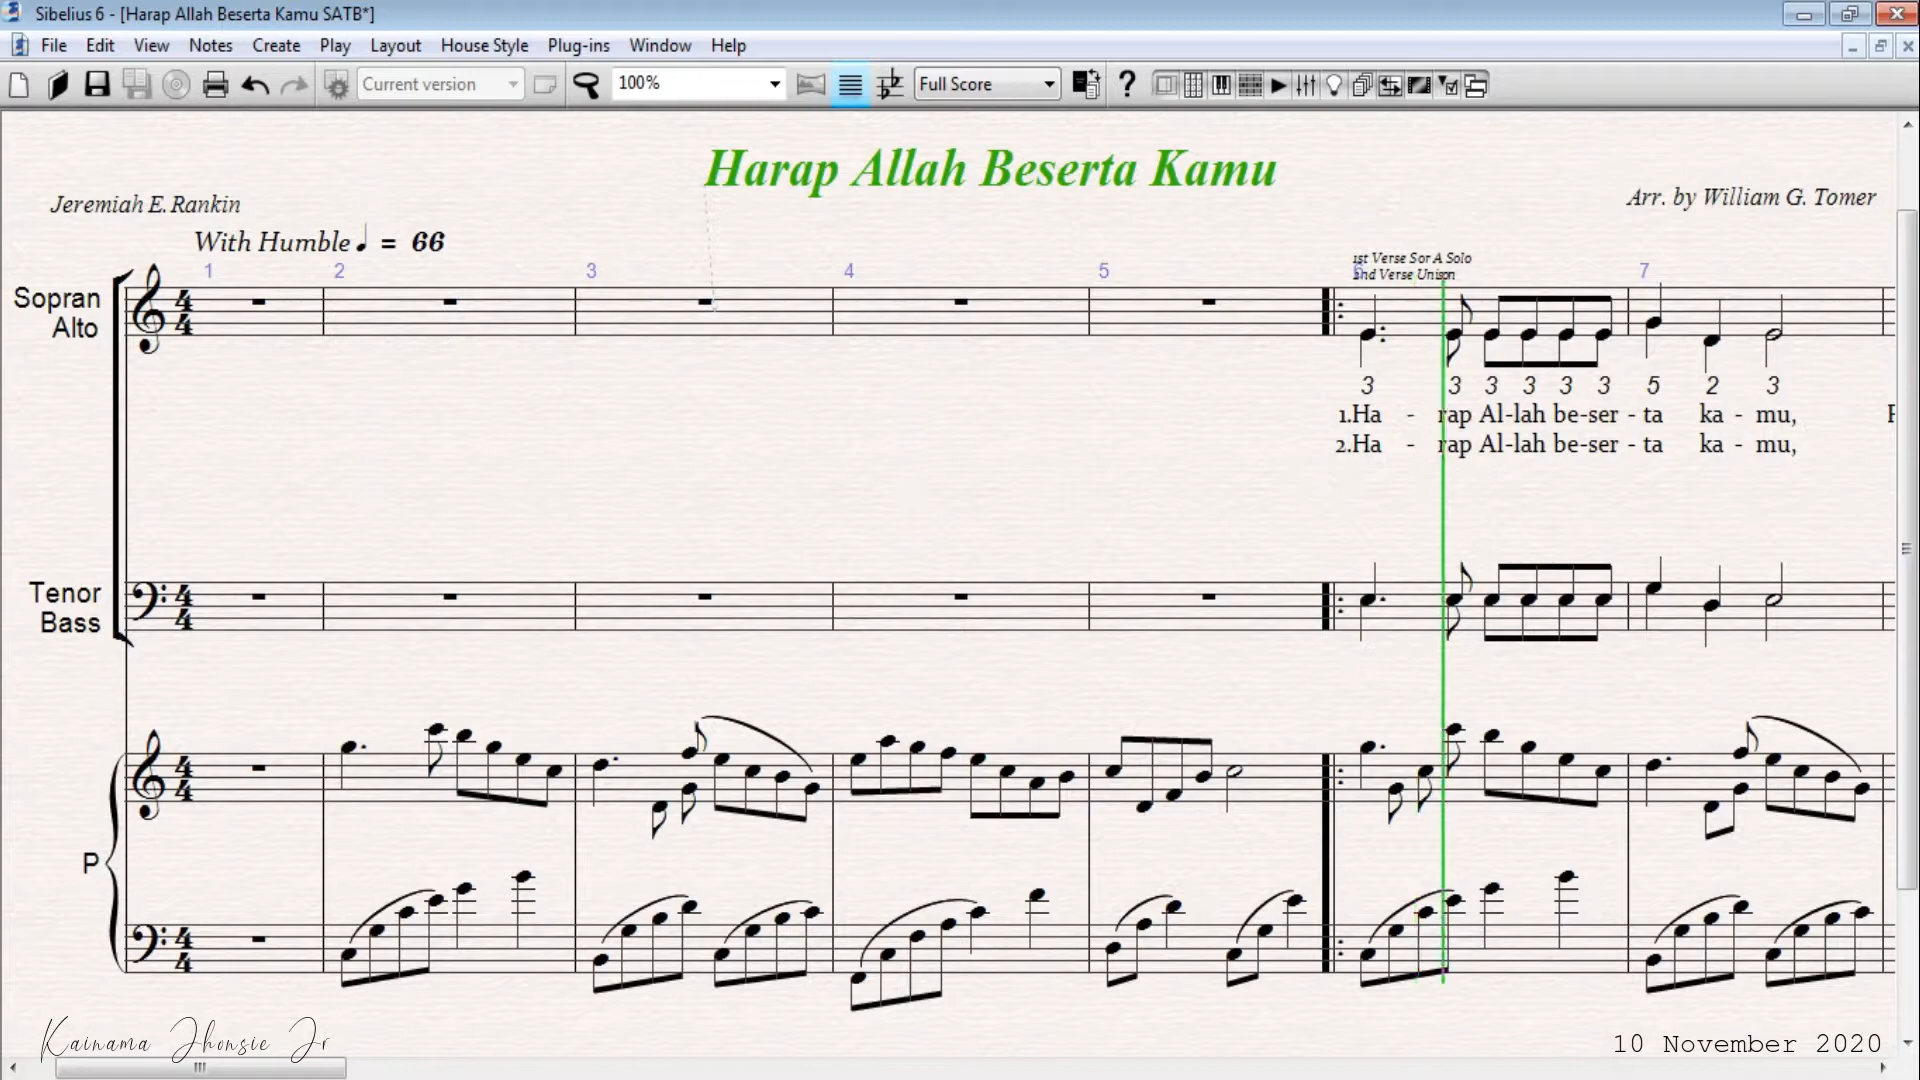 Sibelius 6 - [Harap Allah Beserta Kamu SATB*]
File Edit View Notes Create Play Layout House Style Plug-ins Window Help
Current version 100% Full Score ?
Harap Allah Beserta Kamu
Jeremiah E. Rankin
Arr. by William G. Tomer
With Humble ♩ = 66
1st Verse S or A Solo
2nd Verse Unison
1 2 3 4 5 6 7
Sopran
Alto
3 3 3 3 3 3 5 2 3
1.Ha - rap Al-lah be-ser - ta ka - mu,
2.Ha - rap Al-lah be-ser - ta ka - mu,
Tenor
Bass
P
Kainama Jhonsie Jr
10 November 2020